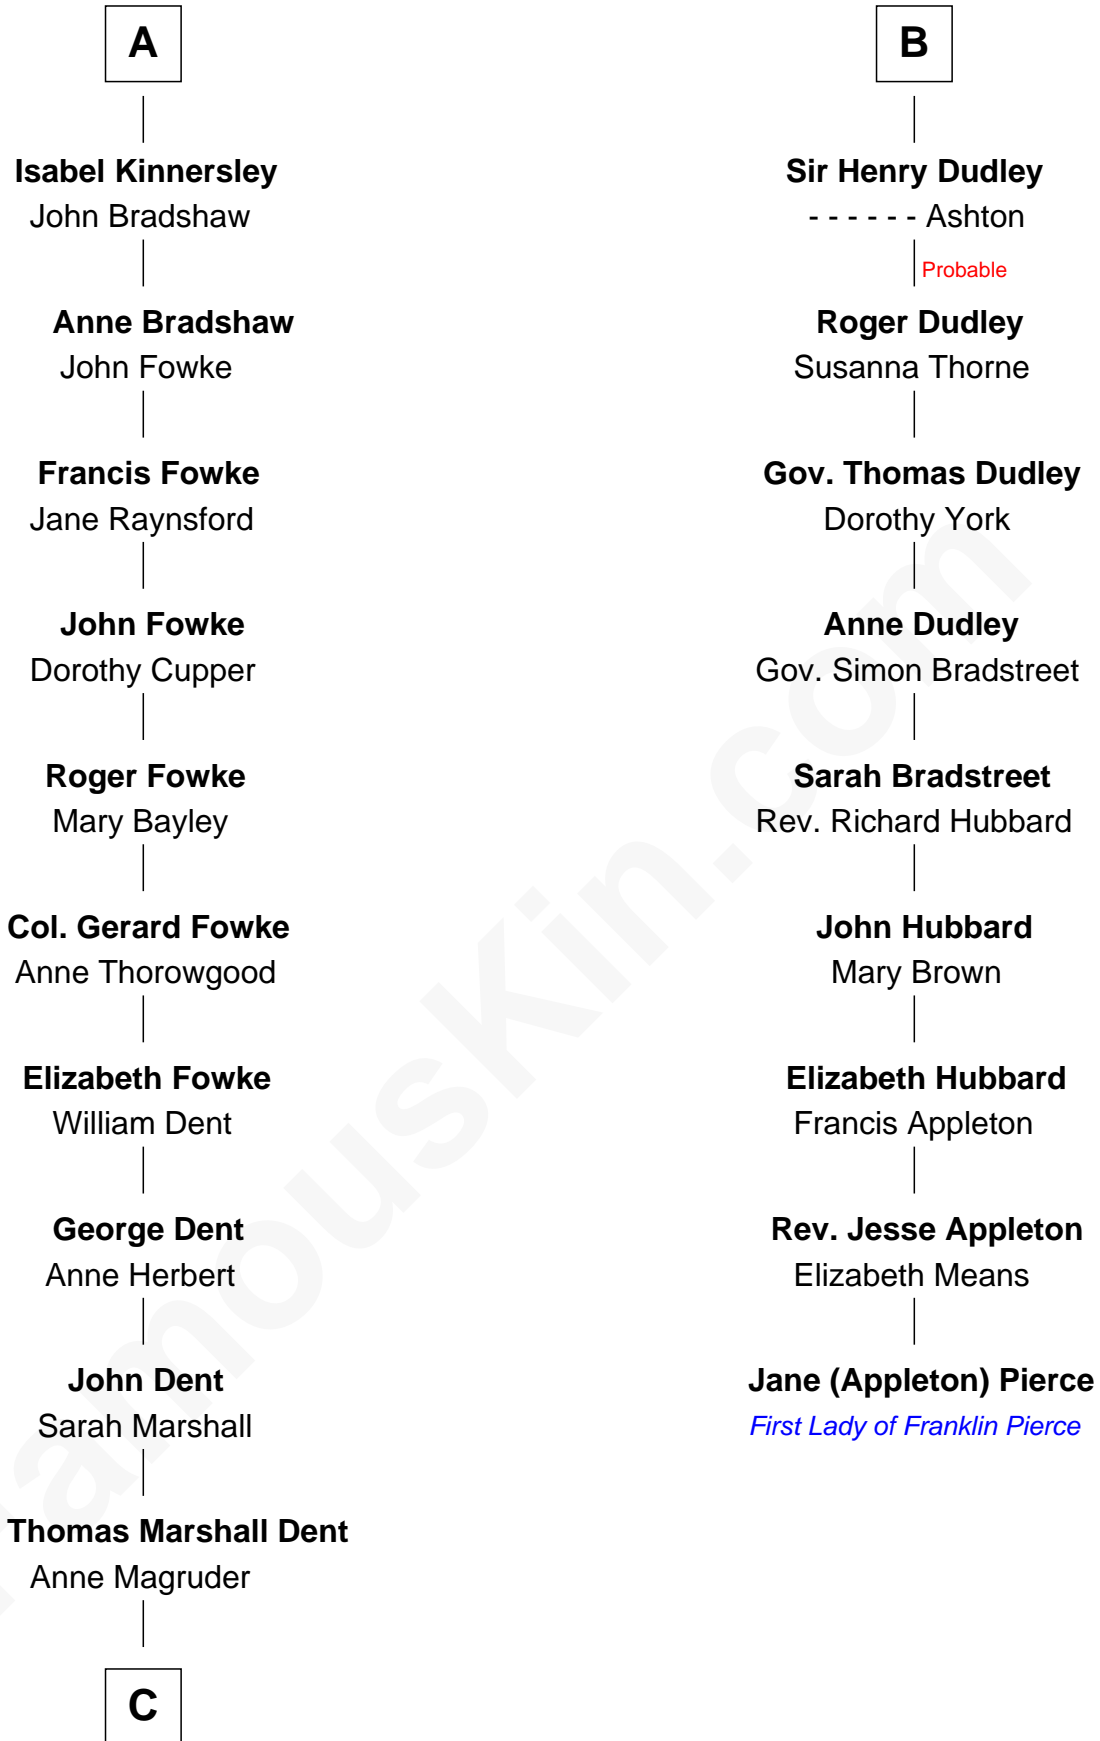 A
Isabel Kinnersley
John Bradshaw
Anne Bradshaw
John Fowke
Francis Fowke
Jane Raynsford
John Fowke
Dorothy Cupper
Roger Fowke
Mary Bayley
Col. Gerard Fowke
Anne Thorowgood
Elizabeth Fowke
William Dent
George Dent
Anne Herbert
John Dent
Sarah Marshall
Thomas Marshall Dent
Anne Magruder
C
B
Sir Henry Dudley
- - - - - - Ashton
Probable
Roger Dudley
Susanna Thorne
Gov. Thomas Dudley
Dorothy York
Anne Dudley
Gov. Simon Bradstreet
Sarah Bradstreet
Rev. Richard Hubbard
John Hubbard
Mary Brown
Elizabeth Hubbard
Francis Appleton
Rev. Jesse Appleton
Elizabeth Means
Jane (Appleton) Pierce
First Lady of Franklin Pierce
FamousKin.com